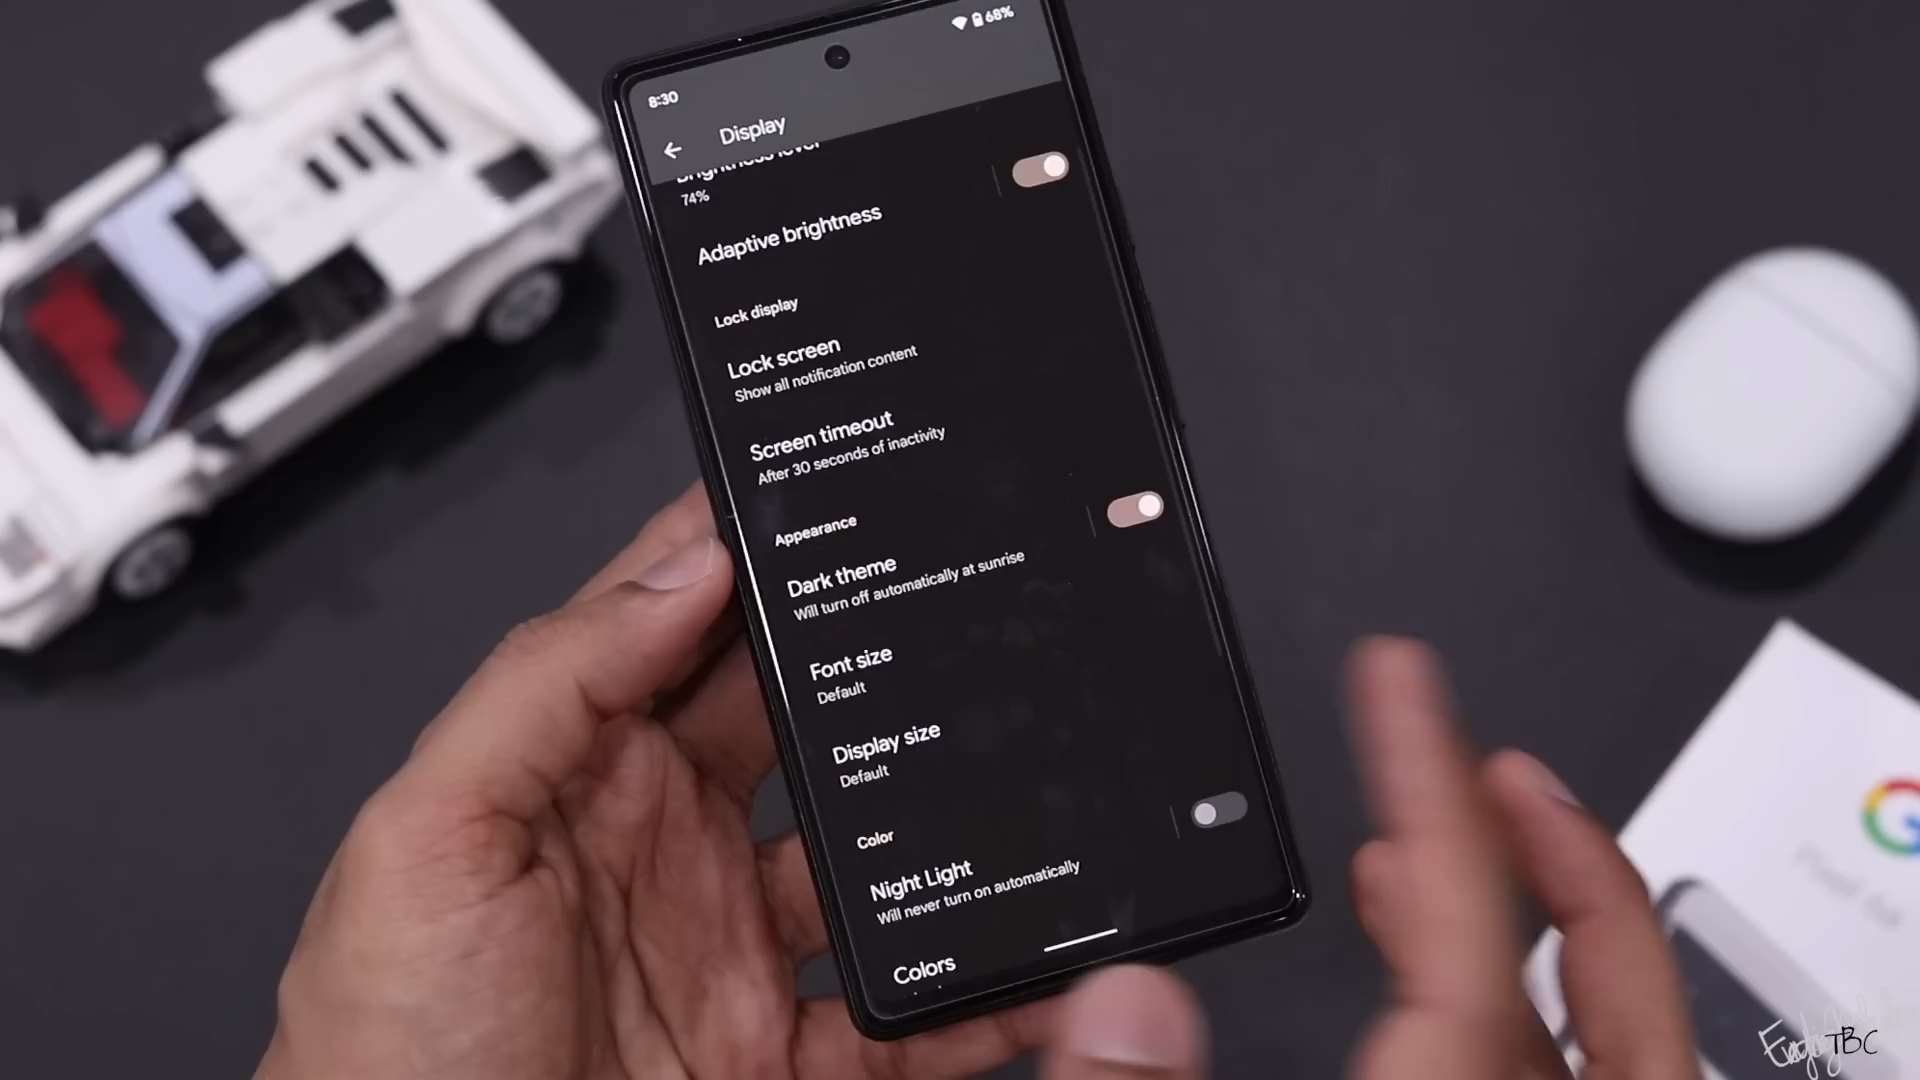 68%
8:30
Display
Brightness level
74%
Adaptive brightness
Lock display
Lock screen
Show all notification content
Screen timeout
After 30 seconds of inactivity
Appearance
Dark theme
Will turn off automatically at sunrise
Font size
Default
Display size
Default
Color
Night Light
Will never turn on automatically
Colors
G
TBC